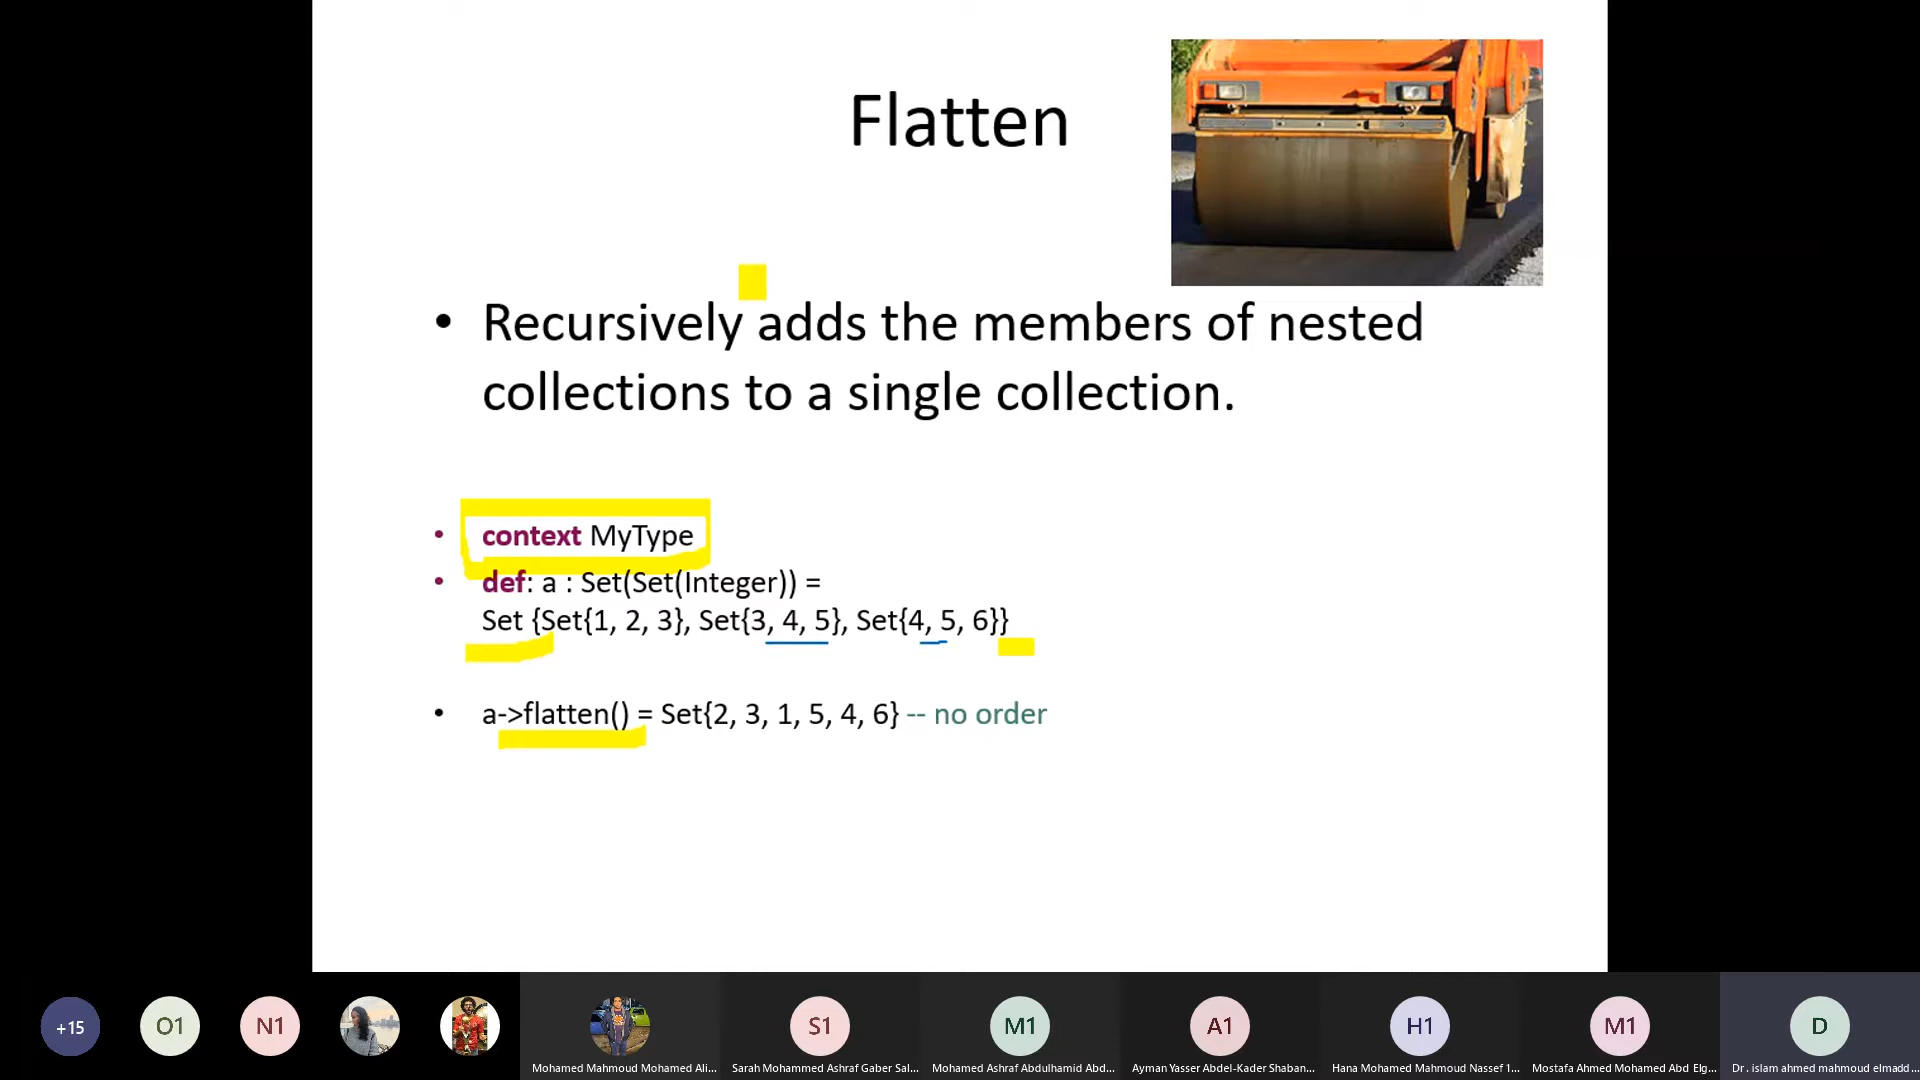 Flatten
• Recursively adds the members of nested
collections to a single collection.
• context MyType
• def: a : Set(Set(Integer)) =
Set {Set{1, 2, 3}, Set{3, 4, 5}, Set{4, 5, 6}}
• a->flatten() = Set{2, 3, 1, 5, 4, 6} -- no order
+15
O1
N1
S1
M1
A1
H1
M1
D
Mohamed Mahmoud Mohamed Ali...
Sarah Mohammed Ashraf Gaber Sal...
Mohamed Ashraf Abdulhamid Abd...
Ayman Yasser Abdel-Kader Shaban...
Hana Mohamed Mahmoud Nassef 1...
Mostafa Ahmed Mohamed Abd Elg...
Dr. islam ahmed mahmoud elmadd...